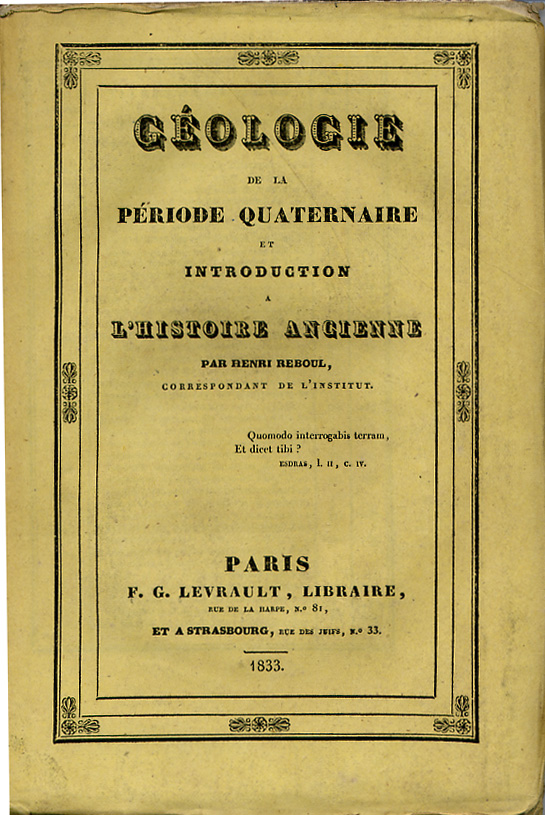 GÉOLOGIE
DE LA
PÉRIODE QUATERNAIRE
ET
INTRODUCTION
A
L'HISTOIRE ANCIENNE
PAR HENRI REBOUL,
CORRESPONDANT DE L'INSTITUT.
Quomodo interrogabis terram,
Et dicet tibi ?
ESDRAS, l. II, C. IV.
PARIS
F. G. LEVRAULT, LIBRAIRE,
RUE DE LA HARPE, N.º 81,
ET A STRASBOURG, RUE DES JUIFS, N.º 33.
1833.